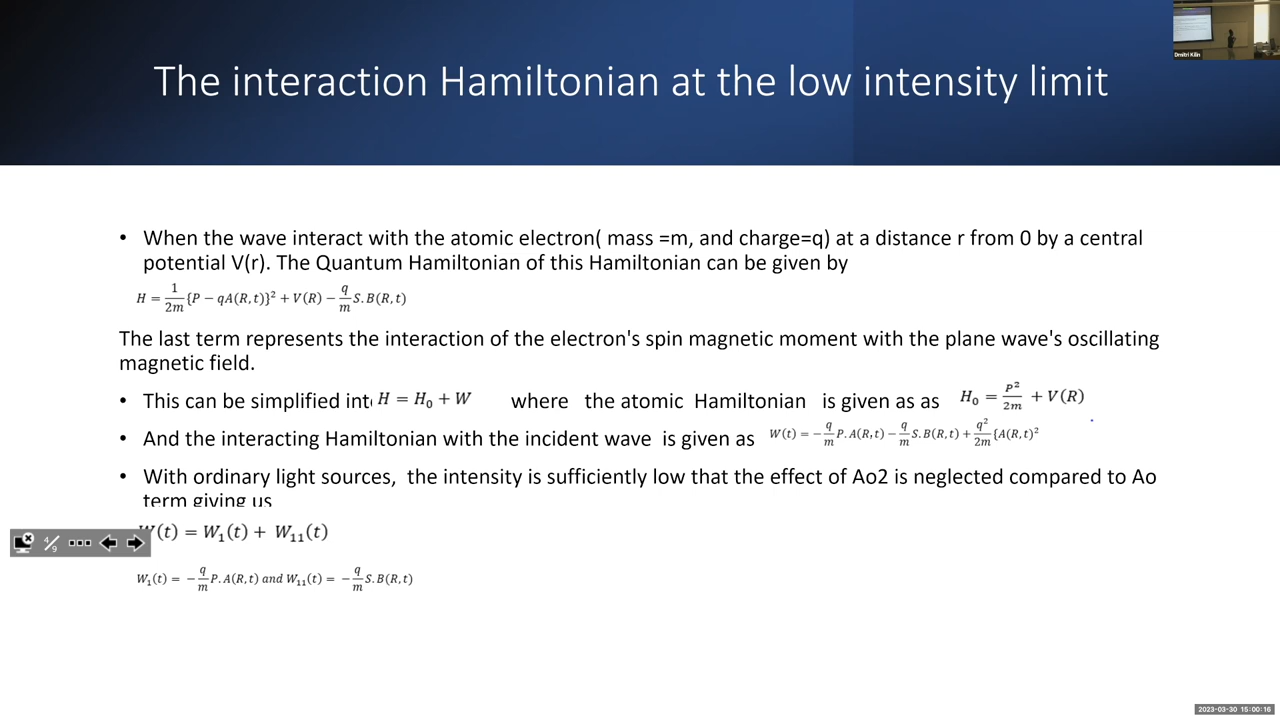 Dmitri Kilin
The interaction Hamiltonian at the low intensity limit
• When the wave interact with the atomic electron( mass =m, and charge=q) at a distance r from 0 by a central
potential V(r). The Quantum Hamiltonian of this Hamiltonian can be given by
H = 1/2m {P − qA(R,t)}² + V(R) − q/m S.B(R,t)
The last term represents the interaction of the electron's spin magnetic moment with the plane wave's oscillating
magnetic field.
• This can be simplified into H = H₀ + W where the atomic Hamiltonian is given as as H₀ = P²/2m + V(R)
• And the interacting Hamiltonian with the incident wave is given as W(t) = − q/m P.A(R,t) − q/m S.B(R,t) + q²/2m {A(R,t)²
• With ordinary light sources, the intensity is sufficiently low that the effect of Ao2 is neglected compared to Ao
term giving us
W(t) = W₁(t) + W₁₁(t)
4/9
W₁(t) = − q/m P.A(R,t) and W₁₁(t) = − q/m S.B(R,t)
2023-03-30 15:00:16